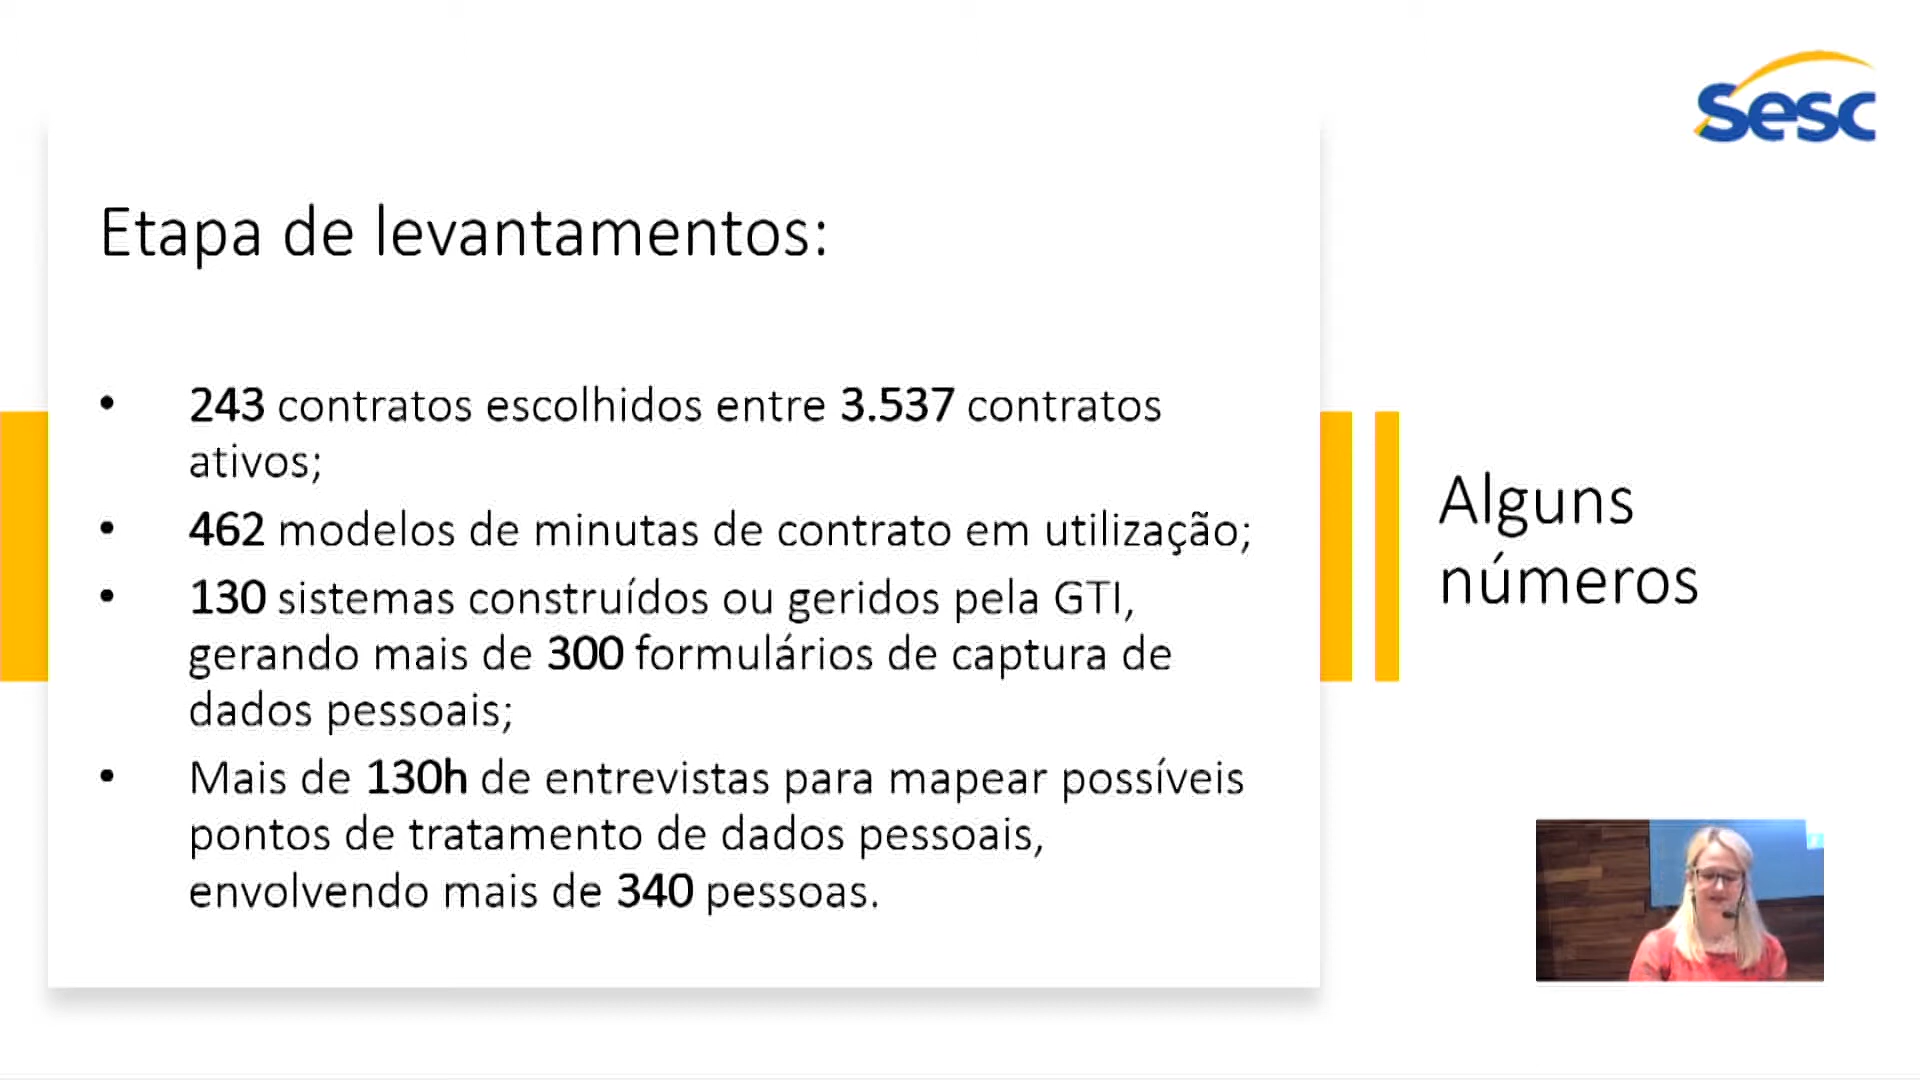 Sesc
Etapa de levantamentos:
• 243 contratos escolhidos entre 3.537 contratos
ativos;
• 462 modelos de minutas de contrato em utilização;
• 130 sistemas construídos ou geridos pela GTI,
gerando mais de 300 formulários de captura de
dados pessoais;
• Mais de 130h de entrevistas para mapear possíveis
pontos de tratamento de dados pessoais,
envolvendo mais de 340 pessoas.
Alguns
números